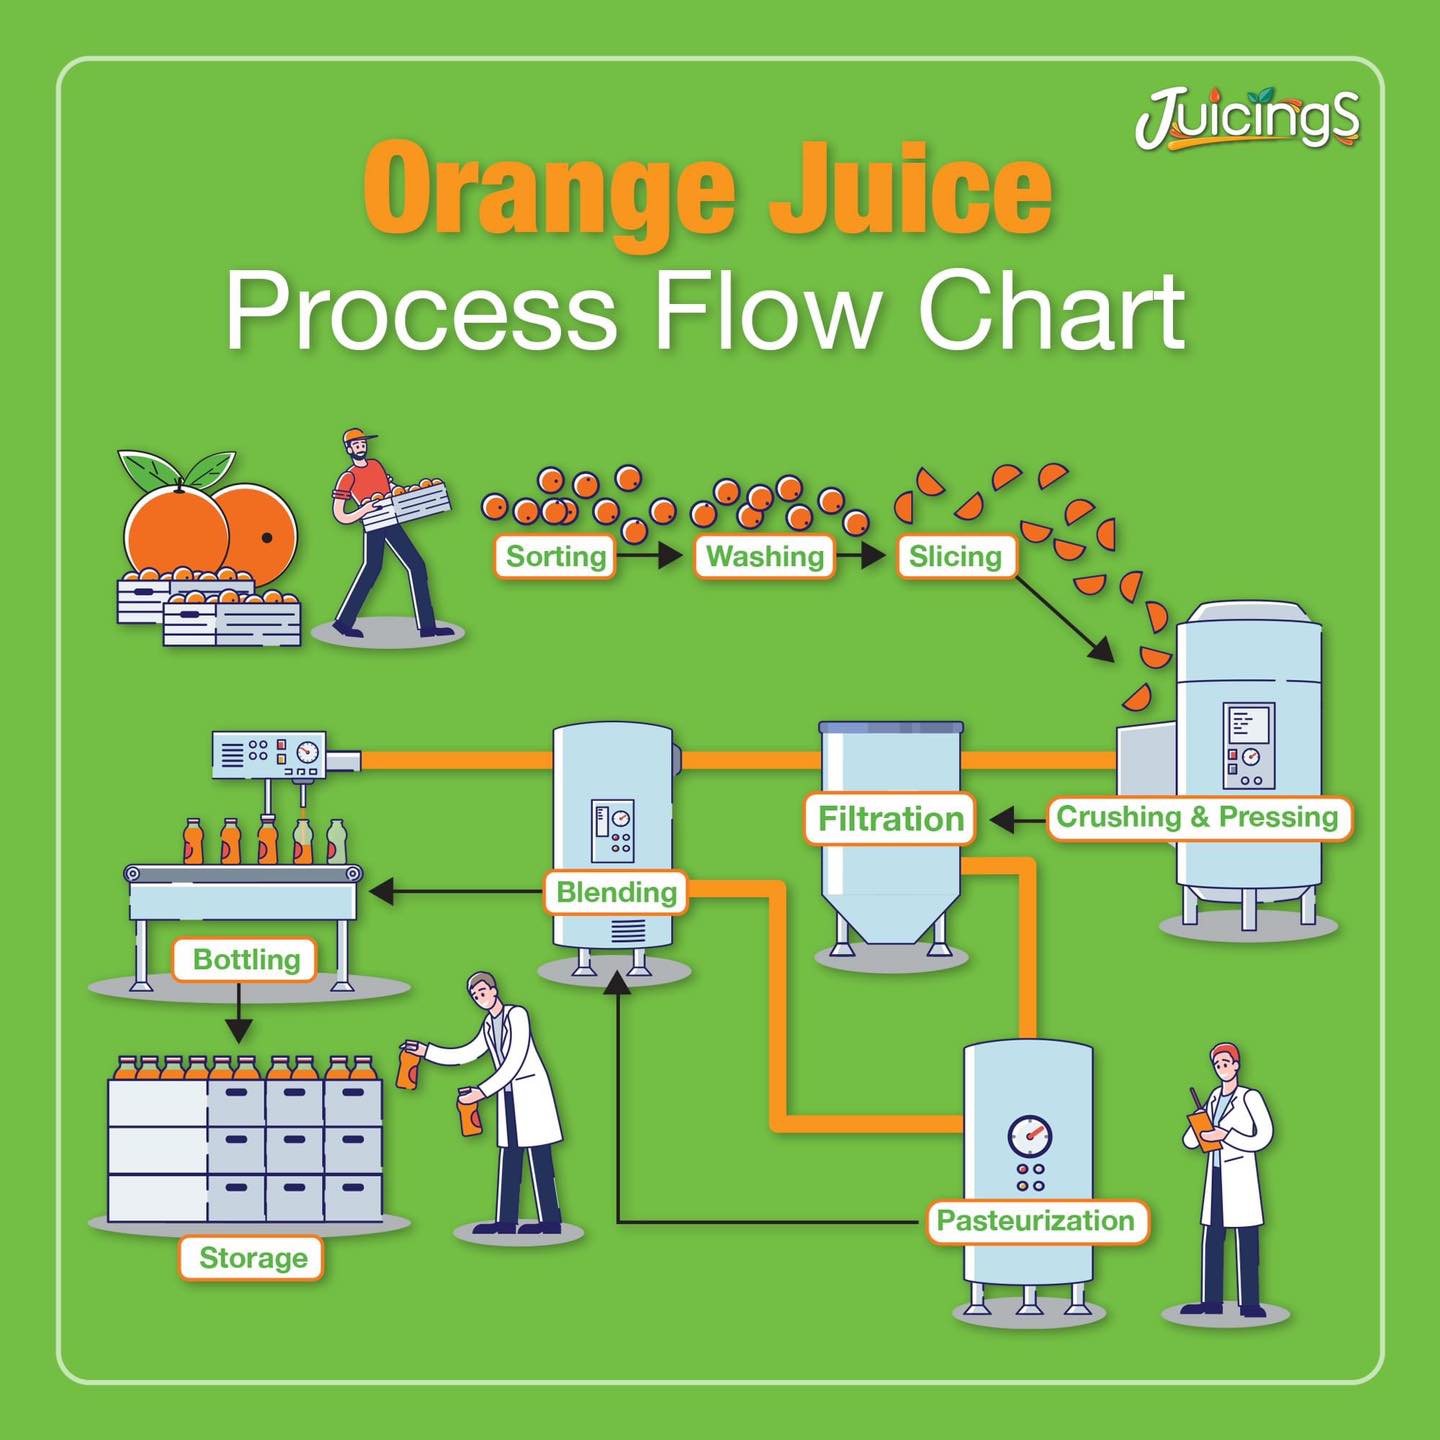 JuicingS
Orange Juice
Process Flow Chart
Sorting
Washing
Slicing
Crushing & Pressing
Filtration
Blending
Bottling
Pasteurization
Storage